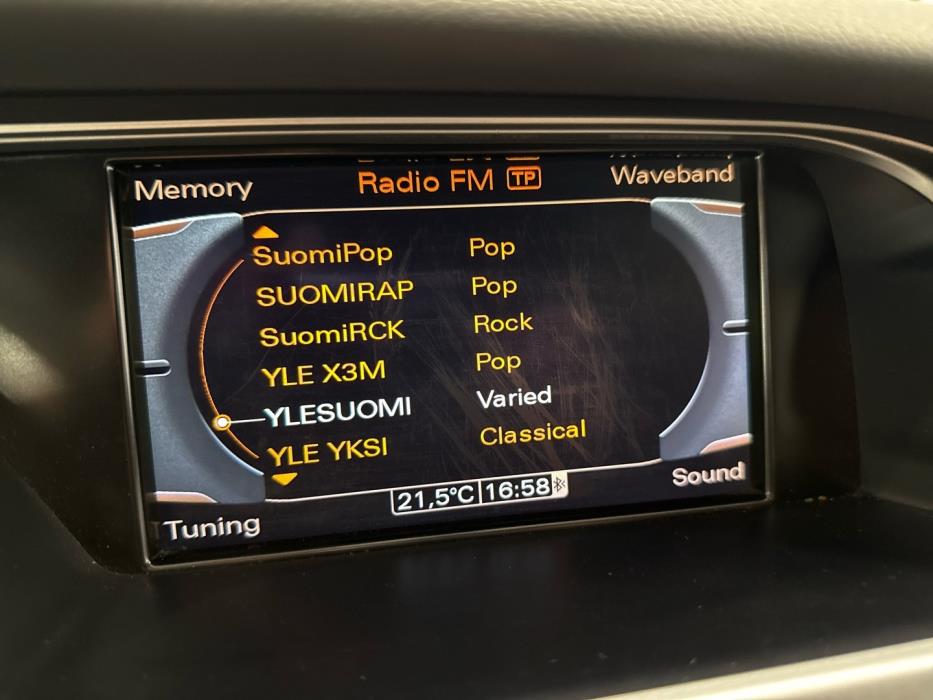 Memory Radio FM TP Waveband
SuomiPop Pop
SUOMIRAP Pop
SuomiRCK Rock
YLE X3M Pop
YLESUOMI Varied
YLE YKSI Classical
Tuning 21,5°C 16:58 Sound